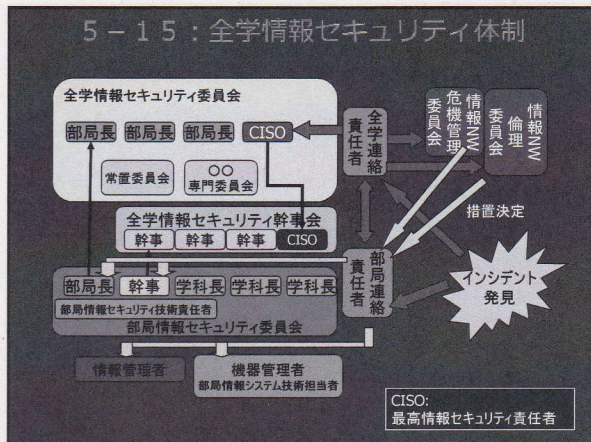 5－15：全学情報セキュリティ体制
全学情報セキュリティ委員会
部局長 部局長 部局長 CISO
常置委員会
○○
専門委員会
全学連絡
責任者
情報NW
危機管理
委員会
情報NW
倫理
委員会
措置決定
全学情報セキュリティ幹事会
幹事 幹事 幹事 CISO
部局連絡
責任者
インシデント
発見
部局長 幹事 学科長 学科長 学科長
部局情報セキュリティ技術責任者
部局情報セキュリティ委員会
情報管理者
機器管理者
部局情報システム技術担当者
CISO:
最高情報セキュリティ責任者